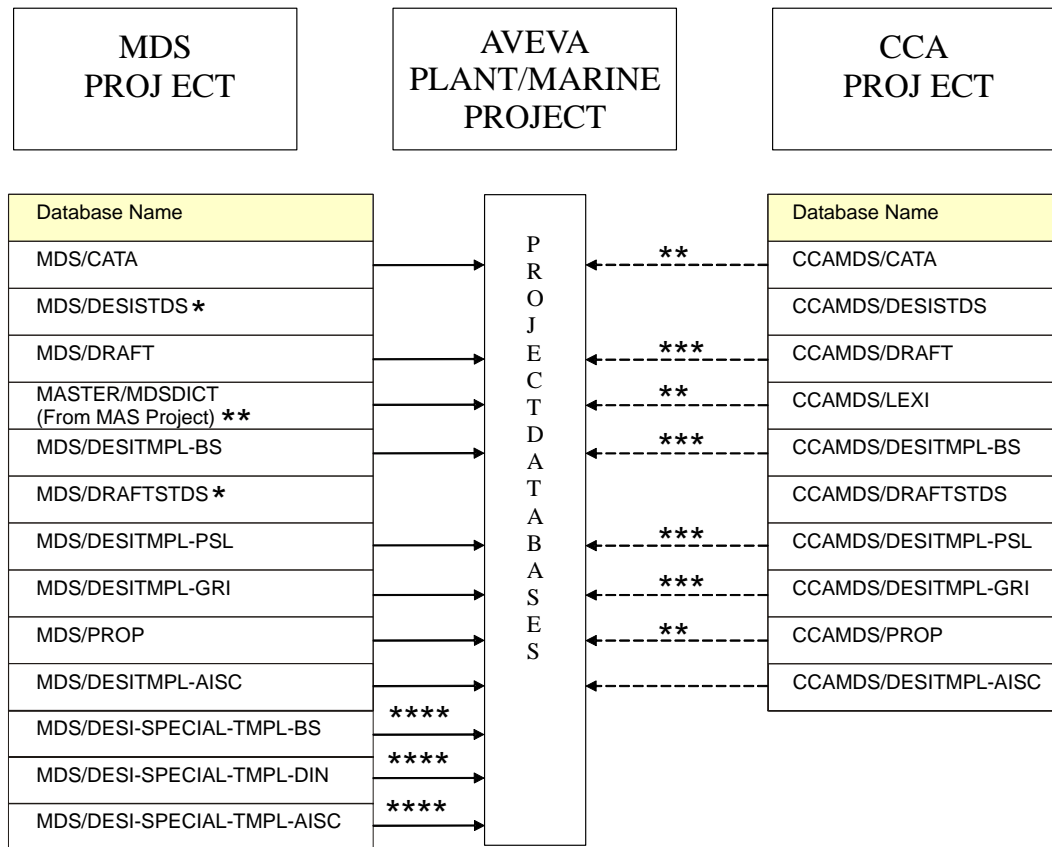 MDS
PROJ ECT
AVEVA
PLANT/MARINE
PROJECT
CCA
PROJ ECT
Database Name
MDS/CATA
MDS/DESISTDS *
MDS/DRAFT
MASTER/MDSDICT
(From MAS Project) **
MDS/DESITMPL-BS
MDS/DRAFTSTDS *
MDS/DESITMPL-PSL
MDS/DESITMPL-GRI
MDS/PROP
MDS/DESITMPL-AISC
MDS/DESI-SPECIAL-TMPL-BS
MDS/DESI-SPECIAL-TMPL-DIN
MDS/DESI-SPECIAL-TMPL-AISC
****
****
****
P
R
O
J
E
C
T
D
A
T
A
B
A
S
E
S
**
***
**
***
***
***
**
Database Name
CCAMDS/CATA
CCAMDS/DESISTDS
CCAMDS/DRAFT
CCAMDS/LEXI
CCAMDS/DESITMPL-BS
CCAMDS/DRAFTSTDS
CCAMDS/DESITMPL-PSL
CCAMDS/DESITMPL-GRI
CCAMDS/PROP
CCAMDS/DESITMPL-AISC